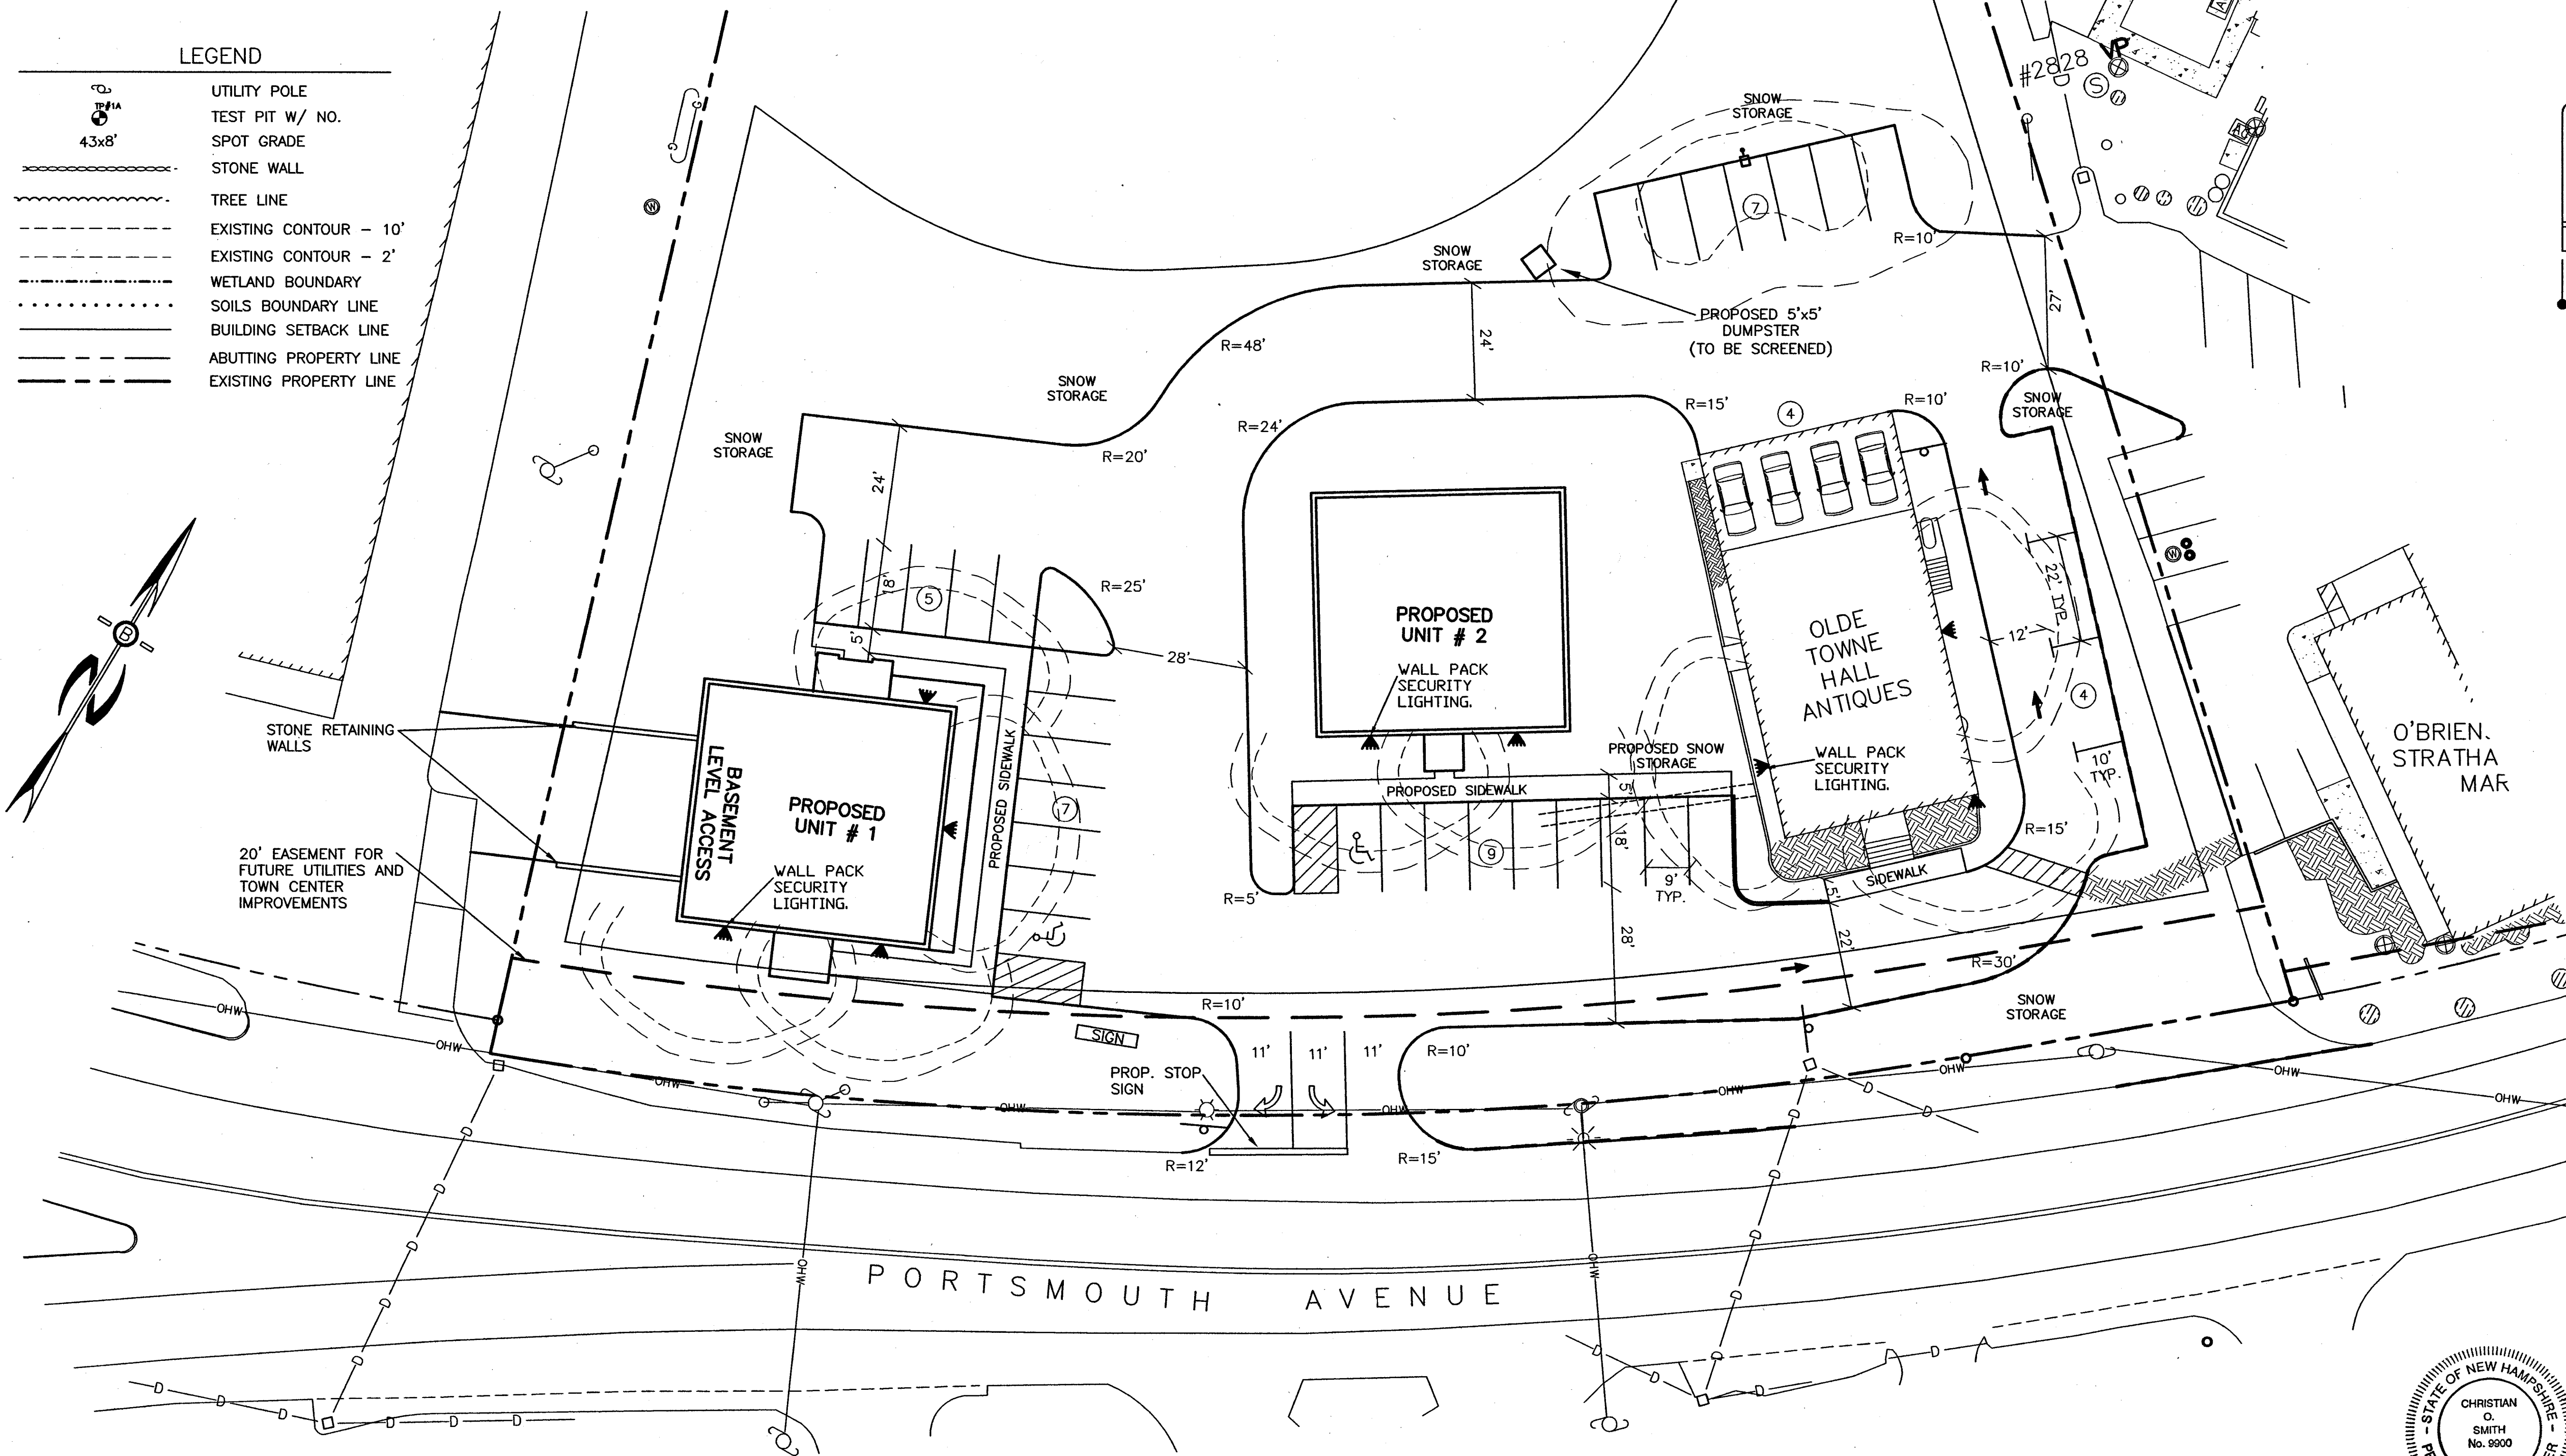 LEGEND
UTILITY POLE
TP#1A
TEST PIT W/ NO.
43x8'
SPOT GRADE
STONE WALL
TREE LINE
EXISTING CONTOUR - 10'
EXISTING CONTOUR - 2'
WETLAND BOUNDARY
SOILS BOUNDARY LINE
BUILDING SETBACK LINE
ABUTTING PROPERTY LINE
EXISTING PROPERTY LINE
G
G
W
B
#2828
VP
S
D
SNOW
STORAGE
7
R=10'
SNOW
STORAGE
27'
PROPOSED 5'x5'
DUMPSTER
(TO BE SCREENED)
24'
R=48'
SNOW
STORAGE
R=10'
SNOW
STORAGE
R=15'
4
R=10'
R=24'
SNOW
STORAGE
R=20'
24'
18'
5
5'
R=25'
28'
PROPOSED
UNIT # 2
WALL PACK
SECURITY
LIGHTING.
OLDE
TOWNE
HALL
ANTIQUES
22' TYP.
12'
4
W
10'
TYP.
O'BRIEN.
STRATHA
MAR
STONE RETAINING
WALLS
BASEMENT
LEVEL ACCESS
PROPOSED
UNIT # 1
WALL PACK
SECURITY
LIGHTING.
PROPOSED SIDEWALK
7
PROPOSED SNOW
STORAGE
WALL PACK
SECURITY
LIGHTING.
PROPOSED SIDEWALK
5'
18'
9
9'
TYP.
R=5'
R=15'
SIDEWALK
5'
20' EASEMENT FOR
FUTURE UTILITIES AND
TOWN CENTER
IMPROVEMENTS
28'
22'
R=30'
SNOW
STORAGE
R=10'
SIGN
11'
11'
11'
R=10'
PROP. STOP
SIGN
R=12'
R=15'
OHW
OHW
OHW
OHW
OHW
OHW
OHW
OHW
OHW
OHW
OHW
D
D
D
D
D
D
D
D
D
D
D
D
PORTSMOUTH AVENUE
D
D
D
D
D
D
D
D
D
STATE OF NEW HAMPSHIRE
CHRISTIAN
O.
SMITH
No. 9900